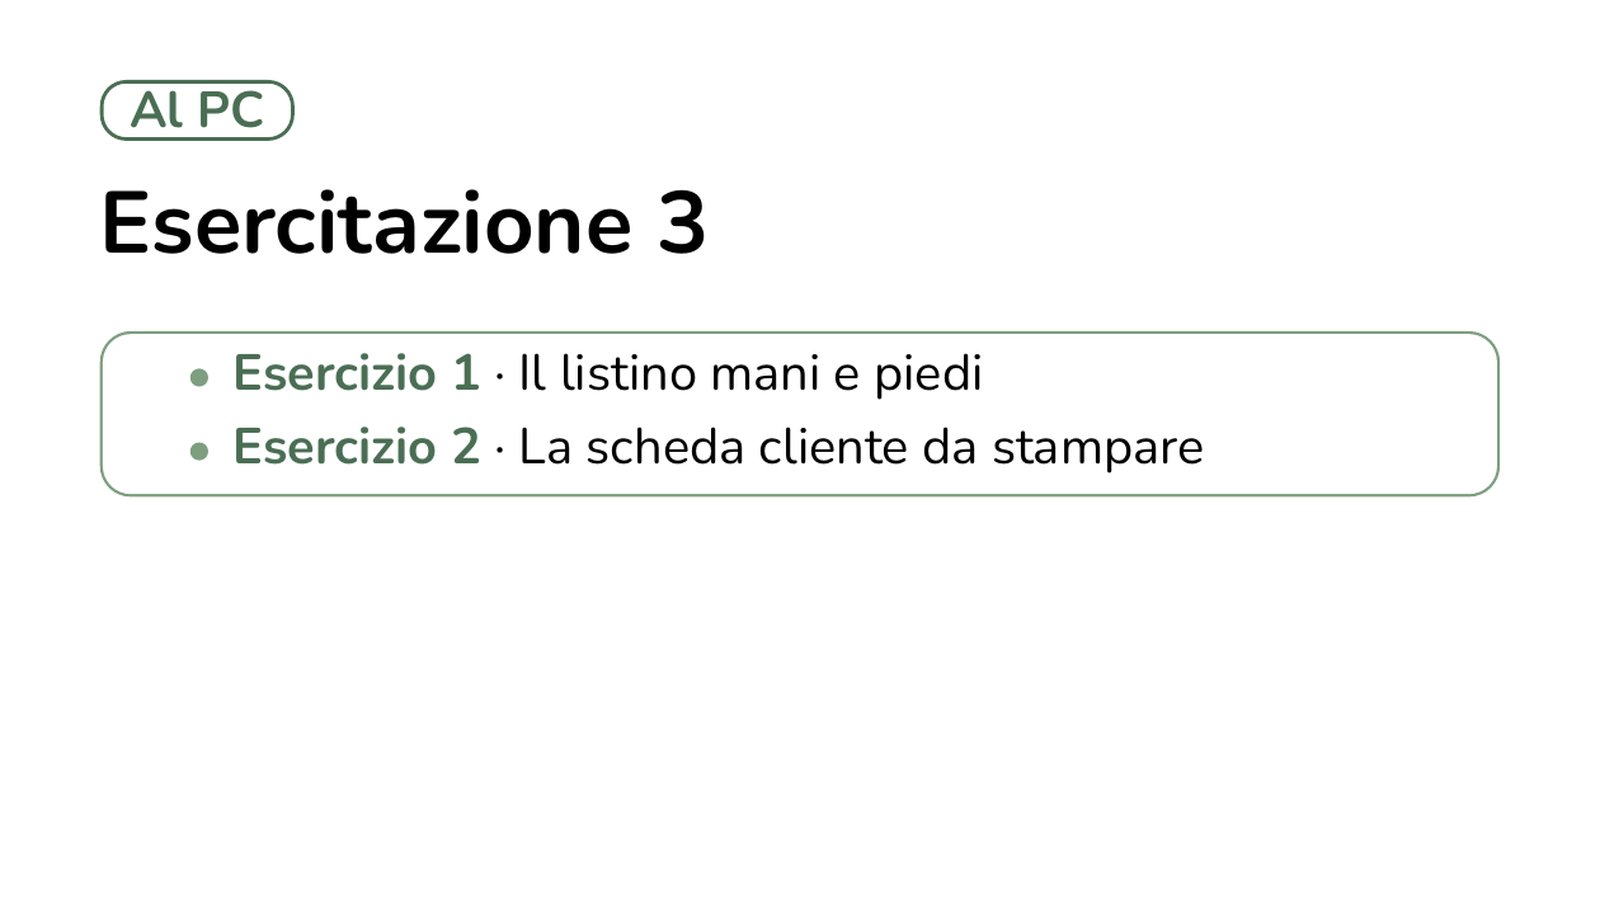 Al PC
Esercitazione 3
• Esercizio 1 · Il listino mani e piedi
• Esercizio 2 · La scheda cliente da stampare